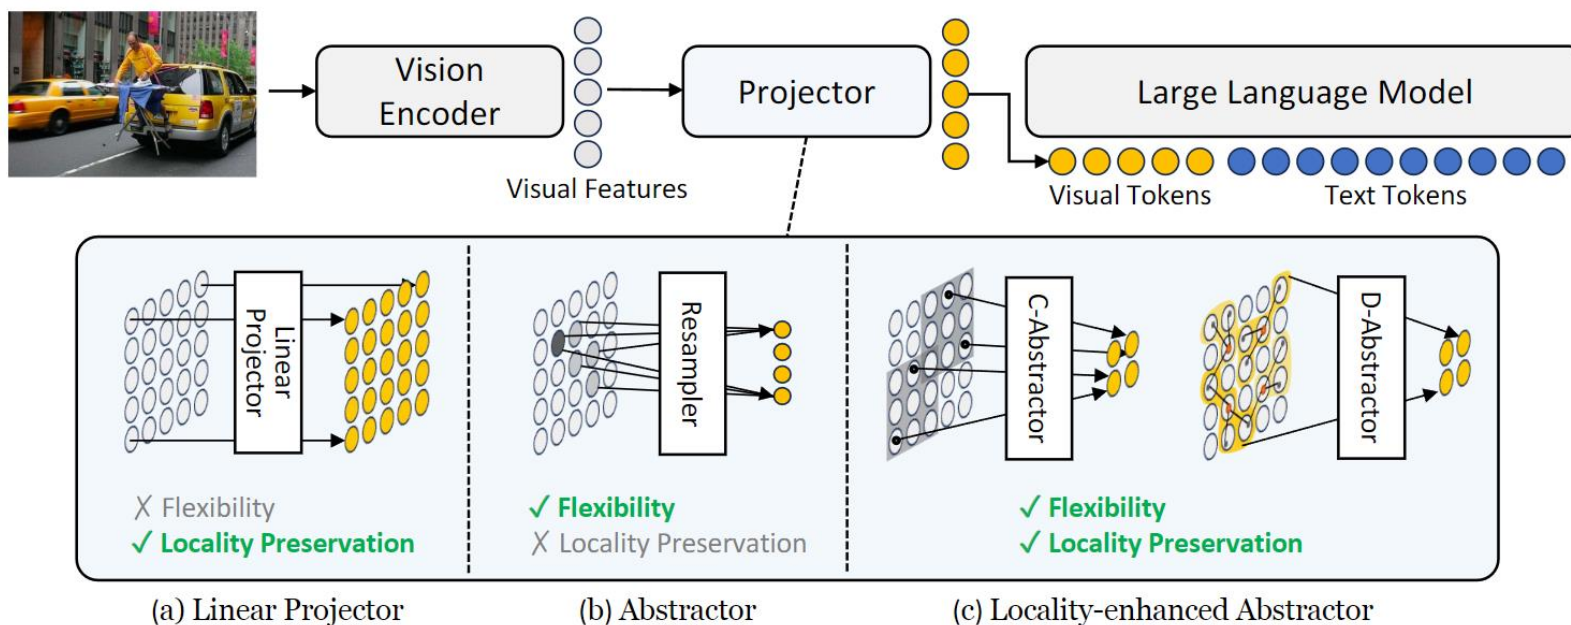 Vision
Encoder
Projector
Large Language Model
Visual Features
Visual Tokens
Text Tokens
Linear
Projector
Resampler
C-Abstractor
D-Abstractor
✗ Flexibility
✓ Locality Preservation
✓ Flexibility
✗ Locality Preservation
✓ Flexibility
✓ Locality Preservation
(a) Linear Projector
(b) Abstractor
(c) Locality-enhanced Abstractor